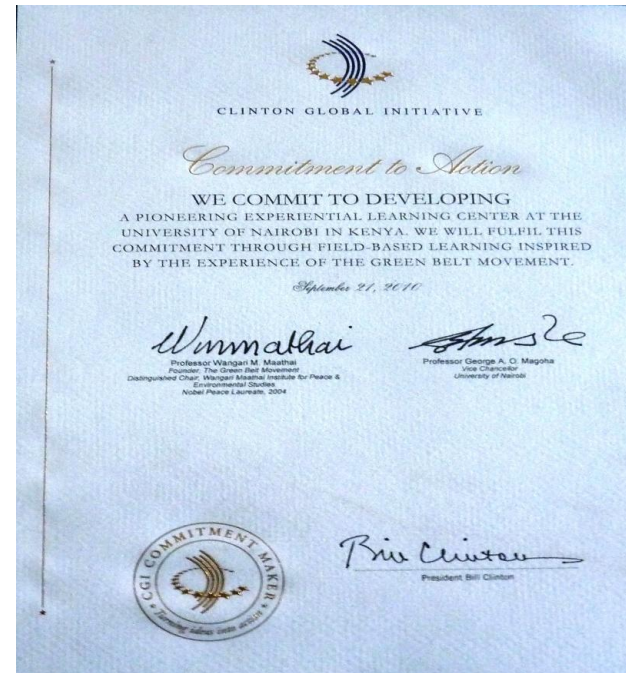 CLINTON GLOBAL INITIATIVE
Commitment to Action
WE COMMIT TO DEVELOPING
A PIONEERING EXPERIENTIAL LEARNING CENTER AT THE
UNIVERSITY OF NAIROBI IN KENYA. WE WILL FULFIL THIS
COMMITMENT THROUGH FIELD-BASED LEARNING INSPIRED
BY THE EXPERIENCE OF THE GREEN BELT MOVEMENT.
September 21, 2010
Professor Wangari M. Maathai
Founder, The Green Belt Movement
Distinguished Chair, Wangari Maathai Institute for Peace &
Environmental Studies
Nobel Peace Laureate, 2004
Professor George A. O. Magoha
Vice Chancellor
University of Nairobi
CGI COMMITMENT MAKER
Turning ideas into action
Bill Clinton
President Bill Clinton